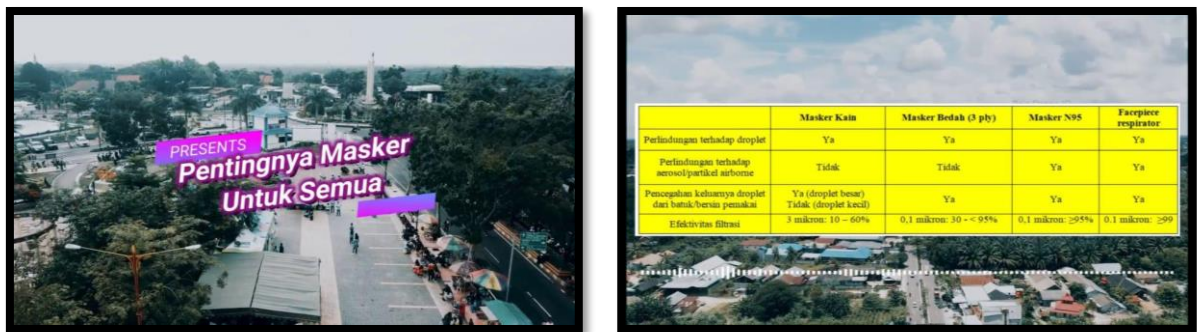 PRESENTS
Pentingnya Masker
Untuk Semua
Masker Kain Masker Bedah (3 ply) Masker N95 Facepiece respirator
Perlindungan terhadap droplet Ya Ya Ya Ya
Perlindungan terhadap aerosol/partikel airborne Tidak Tidak Ya Ya
Pencegahan keluarnya droplet dari batuk/bersin pemakai Ya (droplet besar) Tidak (droplet kecil) Ya Ya Ya
Efektivitas filtrasi 3 mikron: 10 – 60% 0,1 mikron: 30 - < 95% 0,1 mikron: ≥95% 0.1 mikron: ≥99